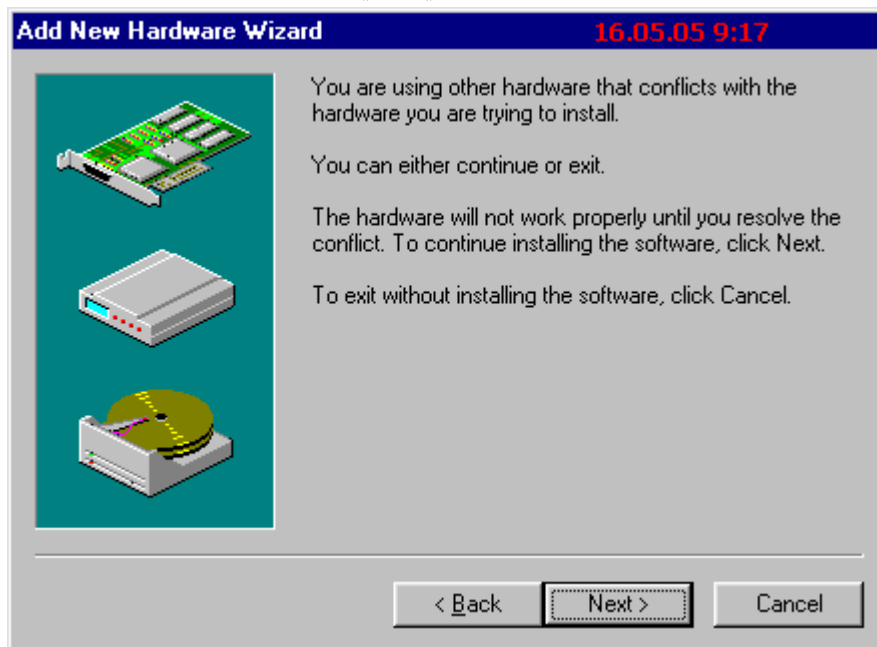 Add New Hardware Wizard 16.05.05 9:17
You are using other hardware that conflicts with the
hardware you are trying to install.
You can either continue or exit.
The hardware will not work properly until you resolve the
conflict. To continue installing the software, click Next.
To exit without installing the software, click Cancel.
< Back Next > Cancel